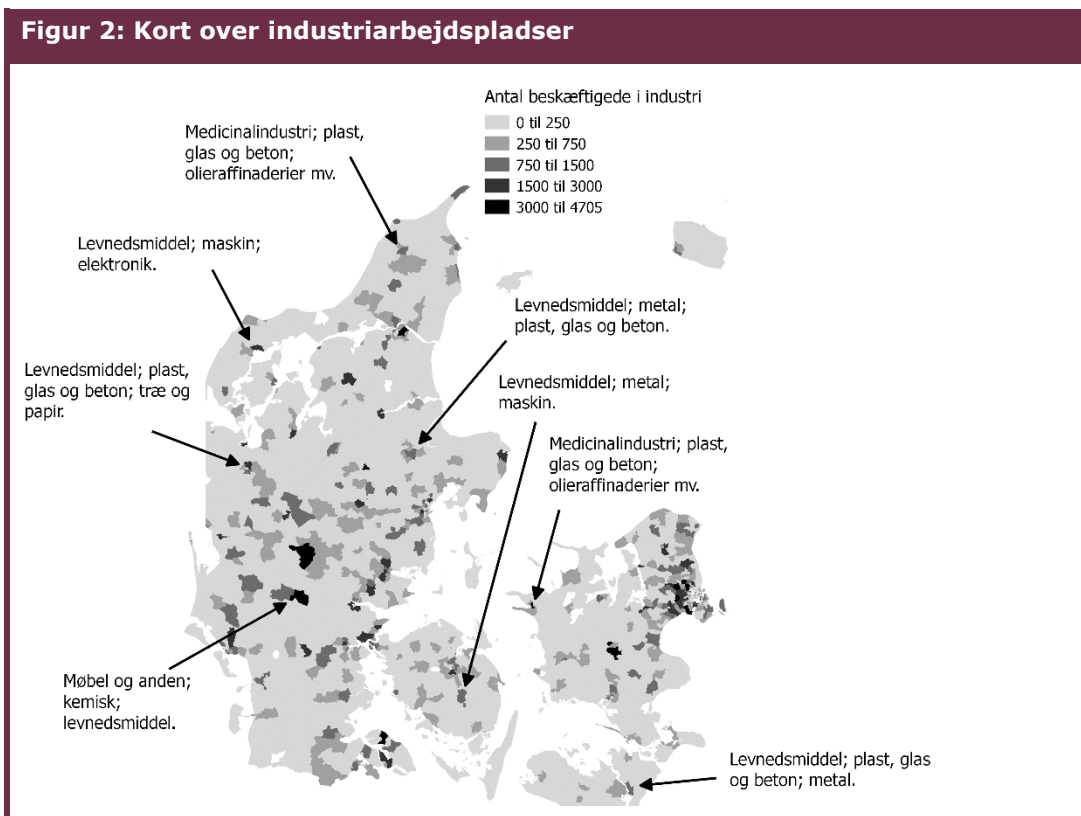 Figur 2: Kort over industriarbejdspladser
Antal beskæftigede i industri
0 til 250
250 til 750
750 til 1500
1500 til 3000
3000 til 4705
Medicinalindustri; plast,
glas og beton;
olieraffinaderier mv.
Levnedsmiddel; maskin;
elektronik.
Levnedsmiddel; metal;
plast, glas og beton.
Levnedsmiddel; plast,
glas og beton; træ og
papir.
Levnedsmiddel; metal;
maskin.
Medicinalindustri; plast,
glas og beton;
olieraffinaderier mv.
Møbel og anden;
kemisk;
levnedsmiddel.
Levnedsmiddel; plast, glas
og beton; metal.